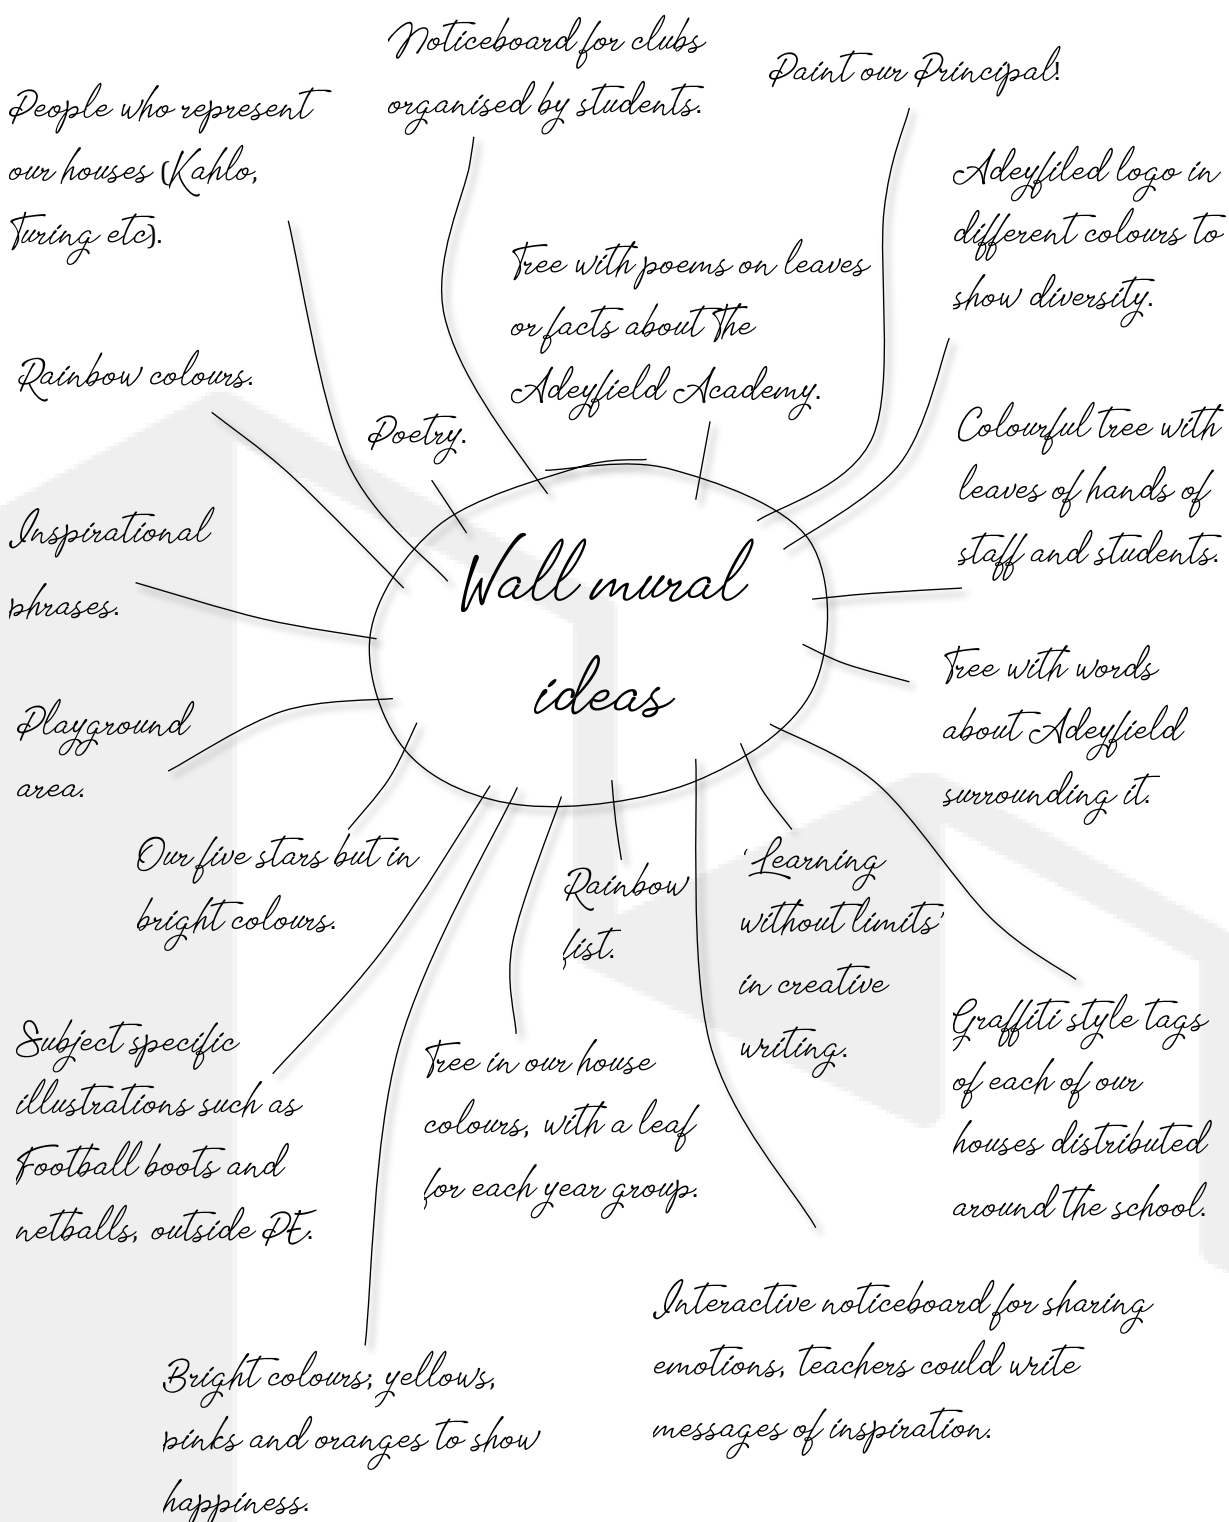 Noticeboard for clubs
organised by students.
Paint our Principal!
People who represent
our houses (Kahlo,
Turing etc).
Adeyfiled logo in
different colours to
show diversity.
Tree with poems on leaves
or facts about The
Adeyfield Academy.
Rainbow colours.
Poetry.
Colourful tree with
leaves of hands of
staff and students.
Inspirational
phrases.
Wall mural
ideas
Tree with words
about Adeyfield
surrounding it.
Playground
area.
Our five stars but in
bright colours.
Rainbow
list.
'Learning
without limits'
in creative
writing.
Graffiti style tags
of each of our
houses distributed
around the school.
Subject specific
illustrations such as
Football boots and
netballs, outside PE.
Tree in our house
colours, with a leaf
for each year group.
Interactive noticeboard for sharing
emotions, teachers could write
messages of inspiration.
Bright colours; yellows,
pinks and oranges to show
happiness.